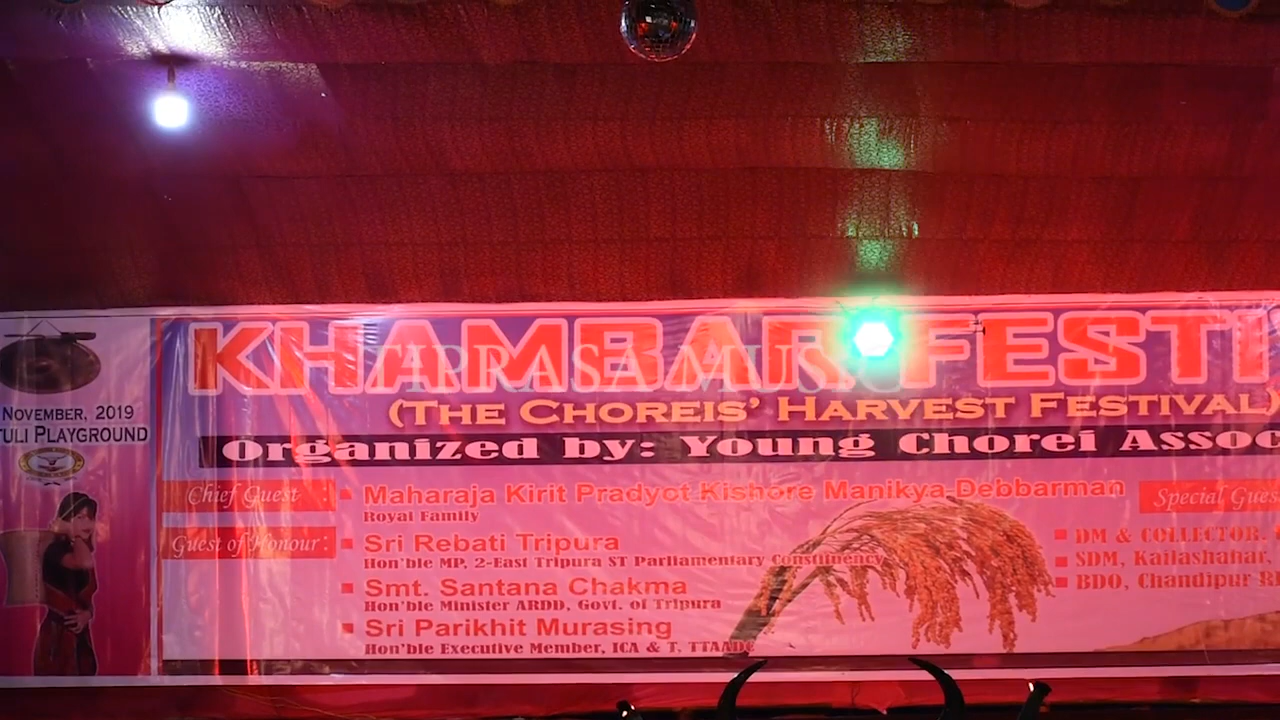 KHAMBAR FESTI
TAPRASA MUSIC
(THE CHOREIS' HARVEST FESTIVAL)
Organized by: Young Chorei Assoc
NOVEMBER, 2019
TULI PLAYGROUND
Chief Guest :
Maharaja Kirit Pradyot Kishore Manikya Debbarman
Royal Family
Guest of Honour :
Sri Rebati Tripura
Hon'ble MP, 2-East Tripura ST Parliamentary Constituency
Smt. Santana Chakma
Hon'ble Minister ARDD, Govt. of Tripura
Sri Parikhit Murasing
Hon'ble Executive Member, ICA & T, TTAADC
Special Gues
DM & COLLECTOR,
SDM, Kailashahar,
BDO, Chandipur